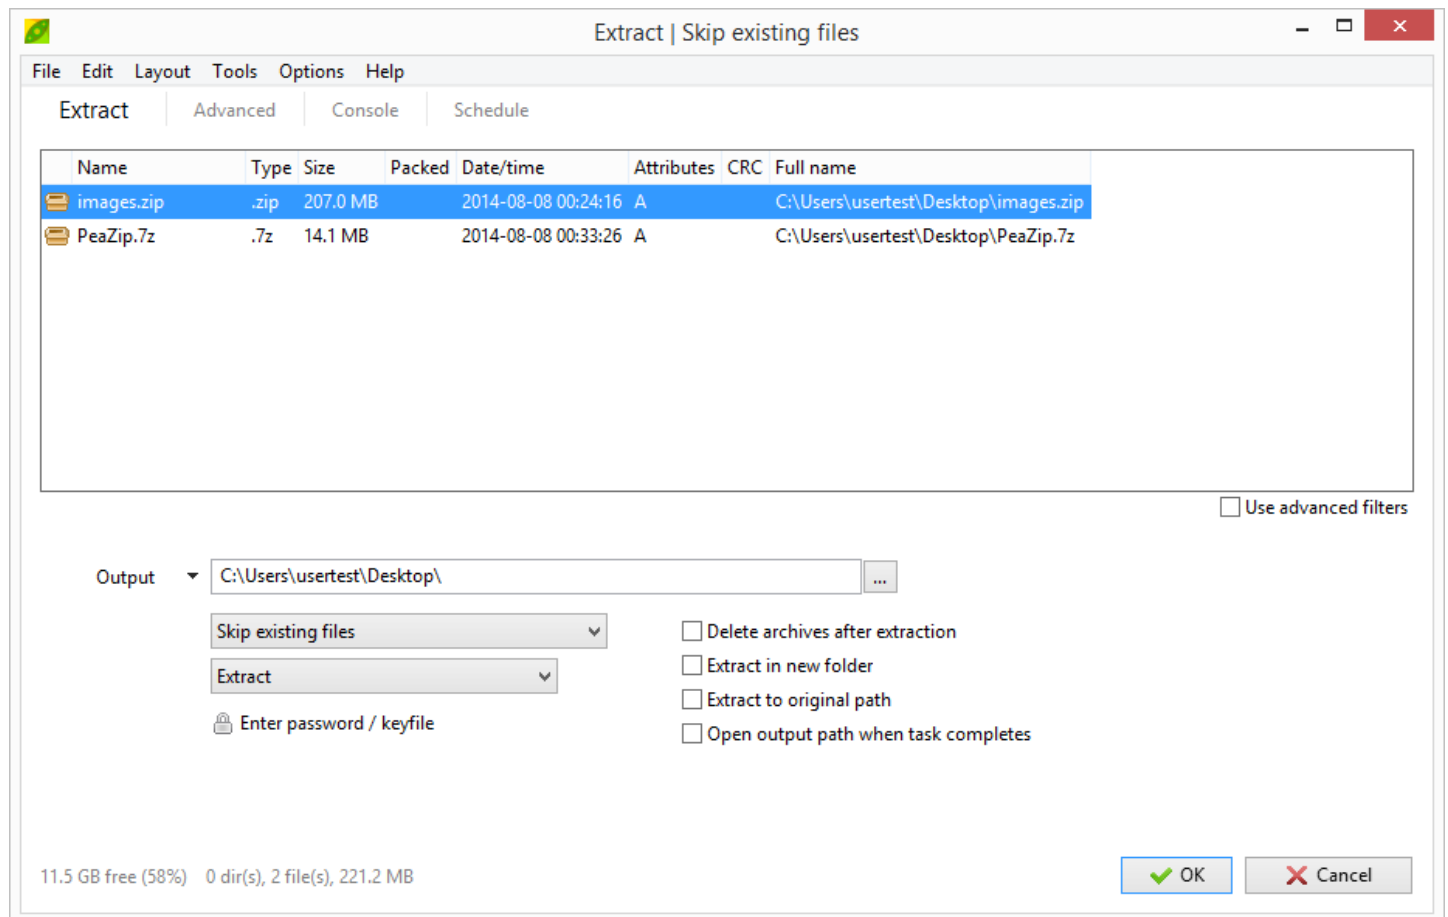 Extract | Skip existing files
File Edit Layout Tools Options Help
Extract Advanced Console Schedule
Name Type Size Packed Date/time Attributes CRC Full name
images.zip .zip 207.0 MB 2014-08-08 00:24:16 A C:\Users\usertest\Desktop\images.zip
PeaZip.7z .7z 14.1 MB 2014-08-08 00:33:26 A C:\Users\usertest\Desktop\PeaZip.7z
Use advanced filters
Output C:\Users\usertest\Desktop\ ...
Skip existing files Delete archives after extraction
Extract Extract in new folder
Extract to original path
Enter password / keyfile Open output path when task completes
11.5 GB free (58%) 0 dir(s), 2 file(s), 221.2 MB OK Cancel